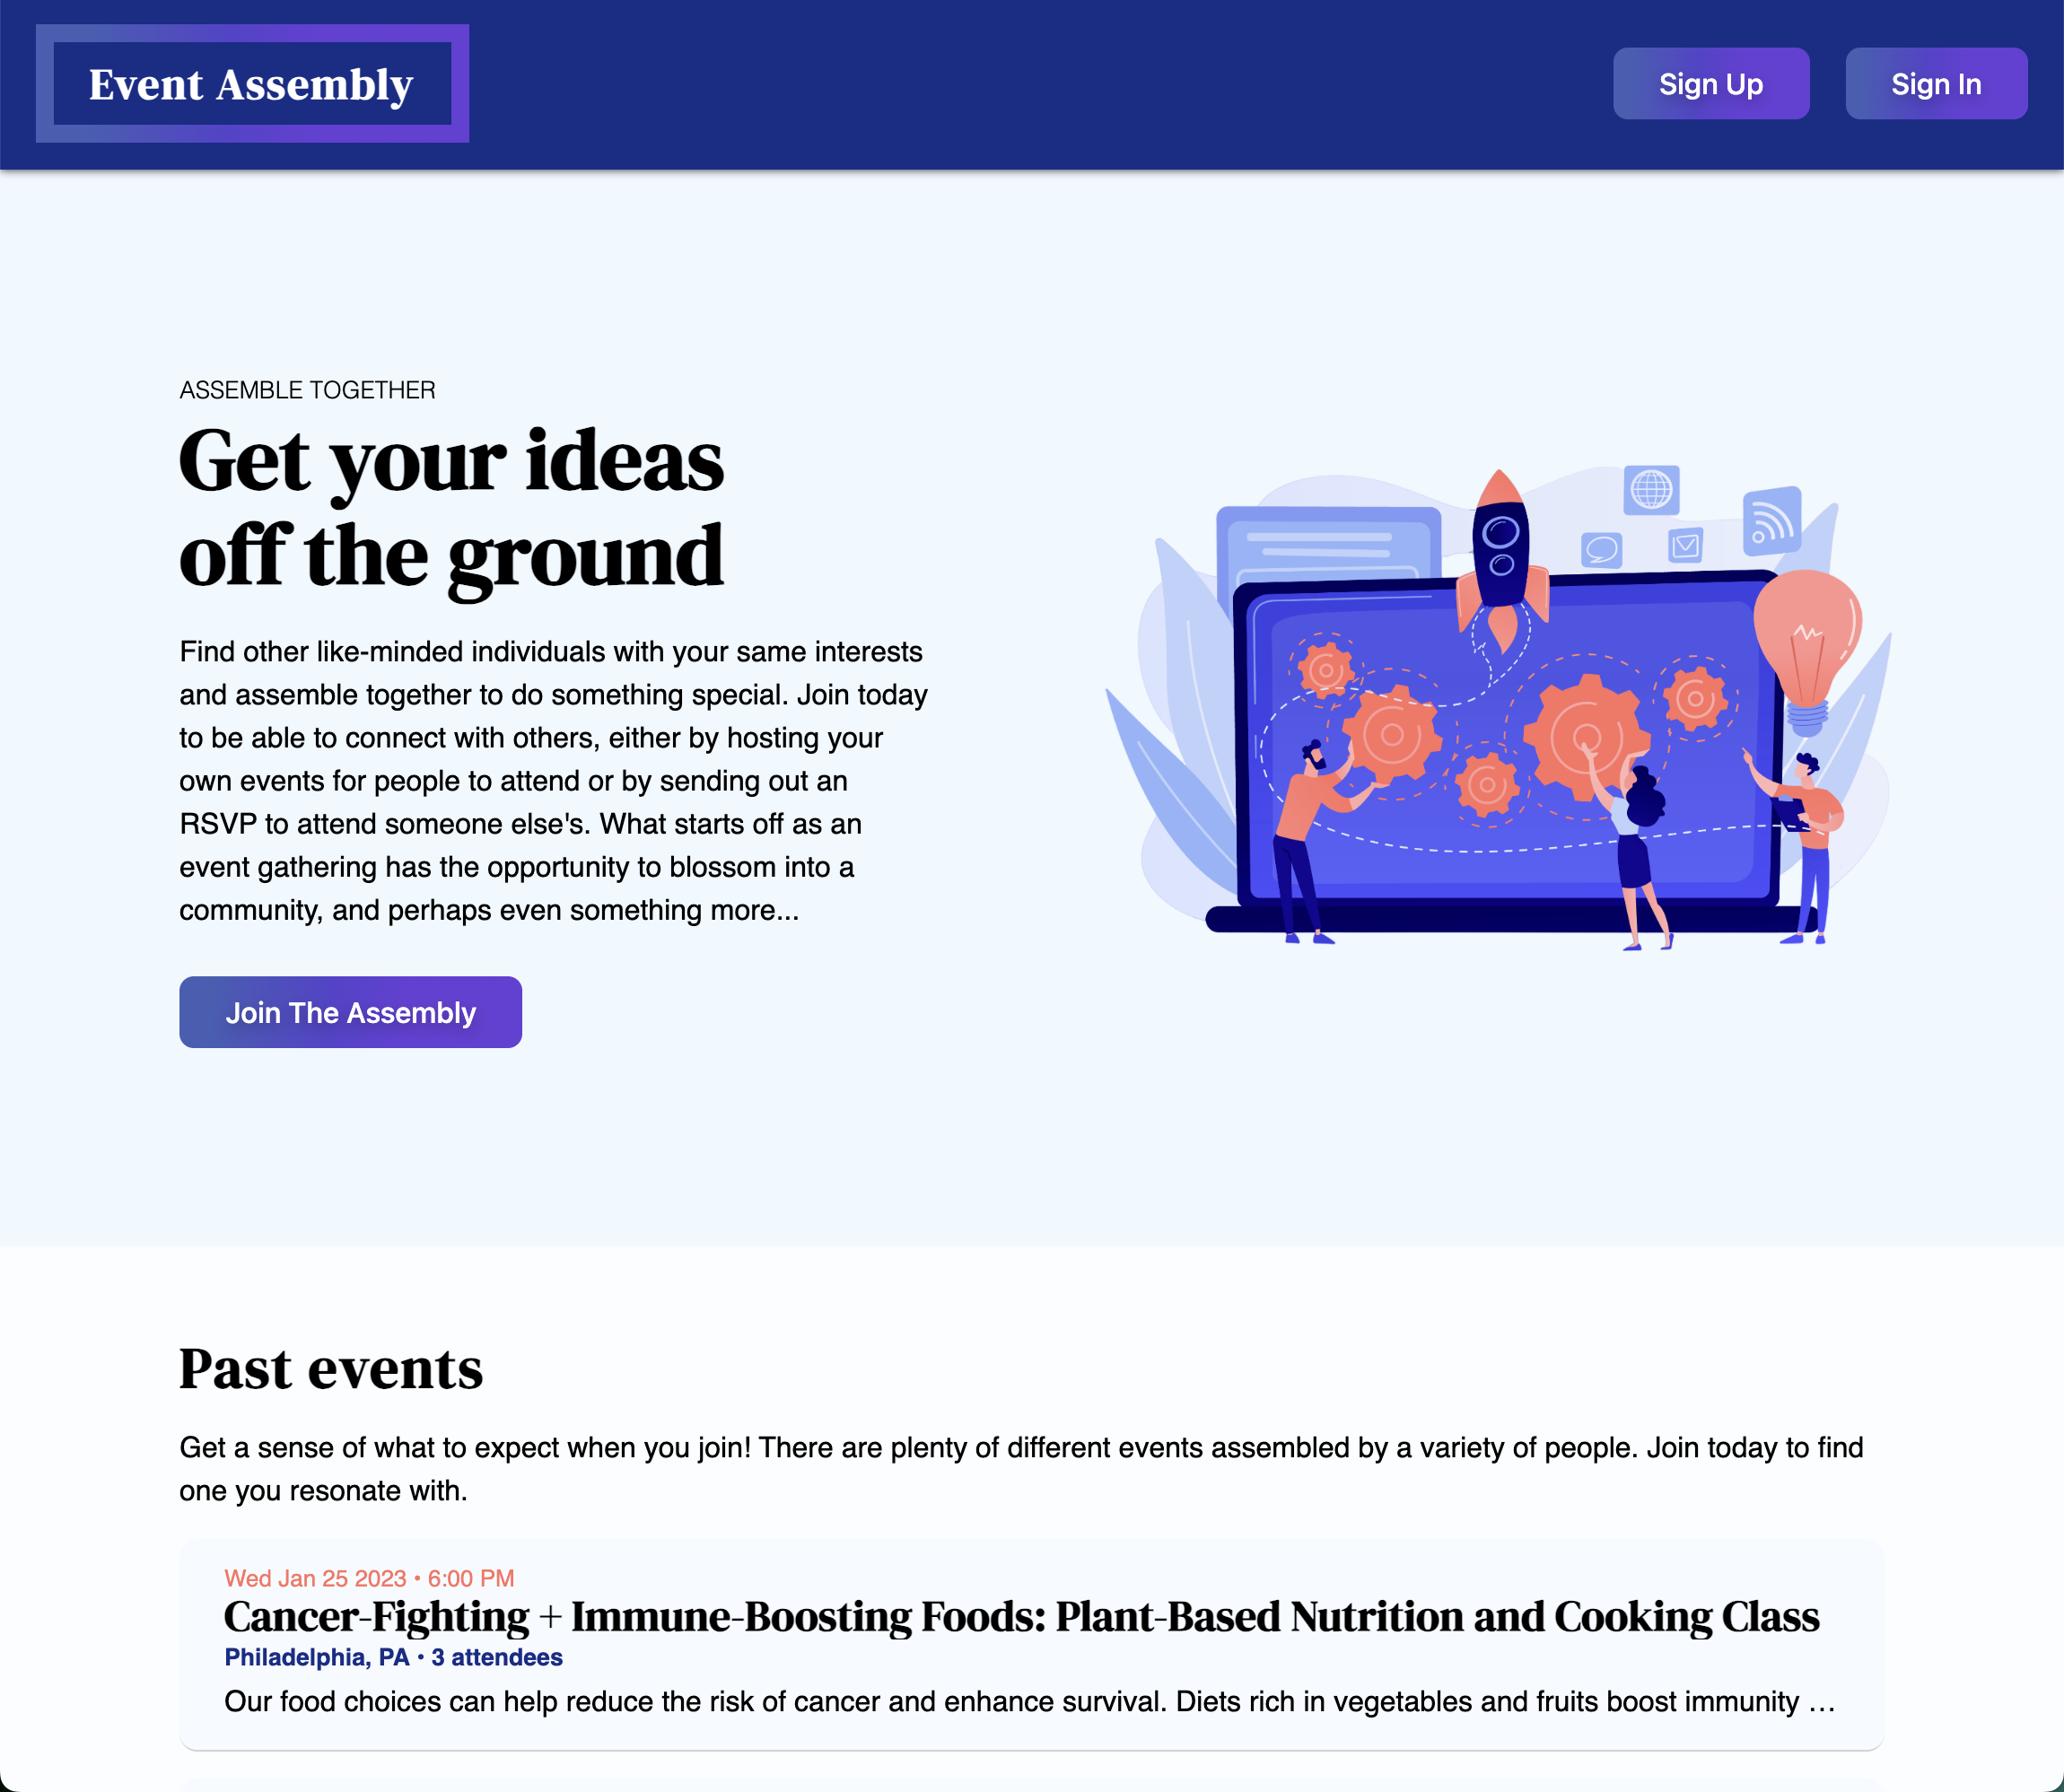 Event Assembly
Sign Up
Sign In
ASSEMBLE TOGETHER
Get your ideas
off the ground
Find other like-minded individuals with your same interests
and assemble together to do something special. Join today
to be able to connect with others, either by hosting your
own events for people to attend or by sending out an
RSVP to attend someone else's. What starts off as an
event gathering has the opportunity to blossom into a
community, and perhaps even something more...
Join The Assembly
Past events
Get a sense of what to expect when you join! There are plenty of different events assembled by a variety of people. Join today to find
one you resonate with.
Wed Jan 25 2023 • 6:00 PM
Cancer-Fighting + Immune-Boosting Foods: Plant-Based Nutrition and Cooking Class
Philadelphia, PA • 3 attendees
Our food choices can help reduce the risk of cancer and enhance survival. Diets rich in vegetables and fruits boost immunity …